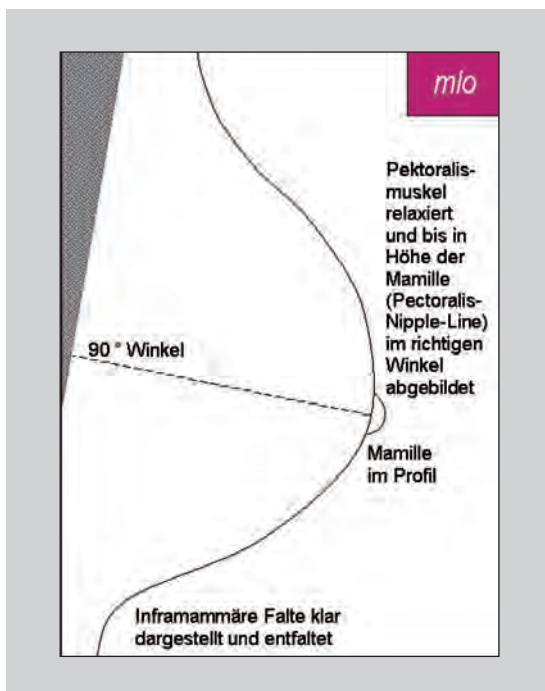 mlo
Pektoralis-
muskel
relaxiert
und bis in
Höhe der
Mamille
(Pectoralis-
Nipple-Line)
im richtigen
Winkel
abgebildet
90 ° Winkel
Mamille
im Profil
Inframammäre Falte klar
dargestellt und entfaltet